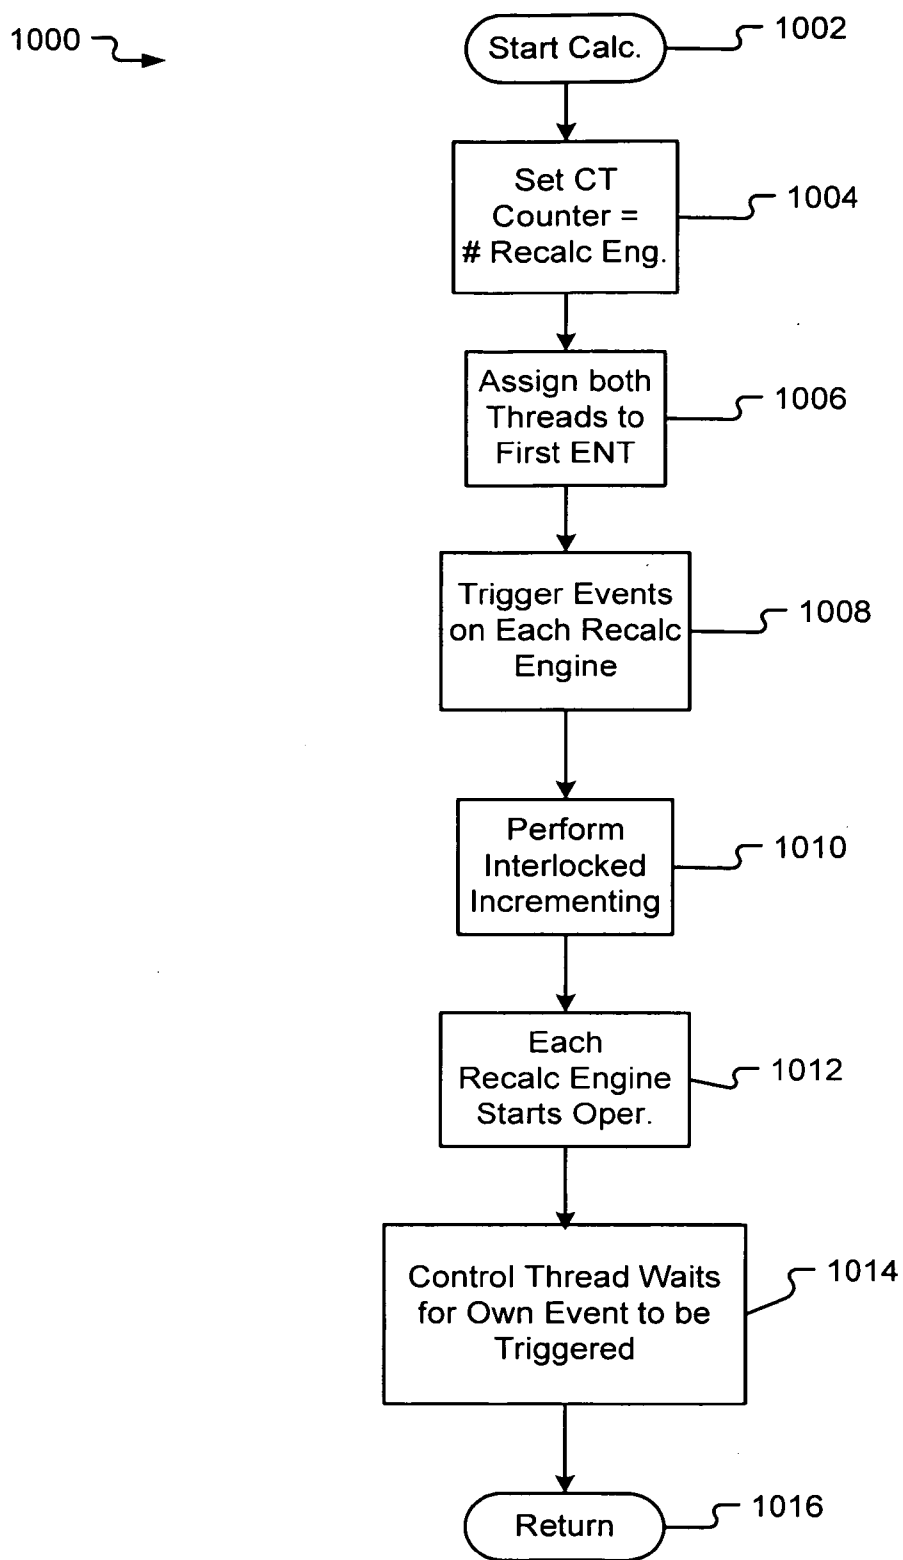 1000
Start Calc.
1002
Set CT
Counter =
# Recalc Eng.
1004
Assign both
Threads to
First ENT
1006
Trigger Events
on Each Recalc
Engine
1008
Perform
Interlocked
Incrementing
1010
Each
Recalc Engine
Starts Oper.
1012
Control Thread Waits
for Own Event to be
Triggered
1014
Return
1016